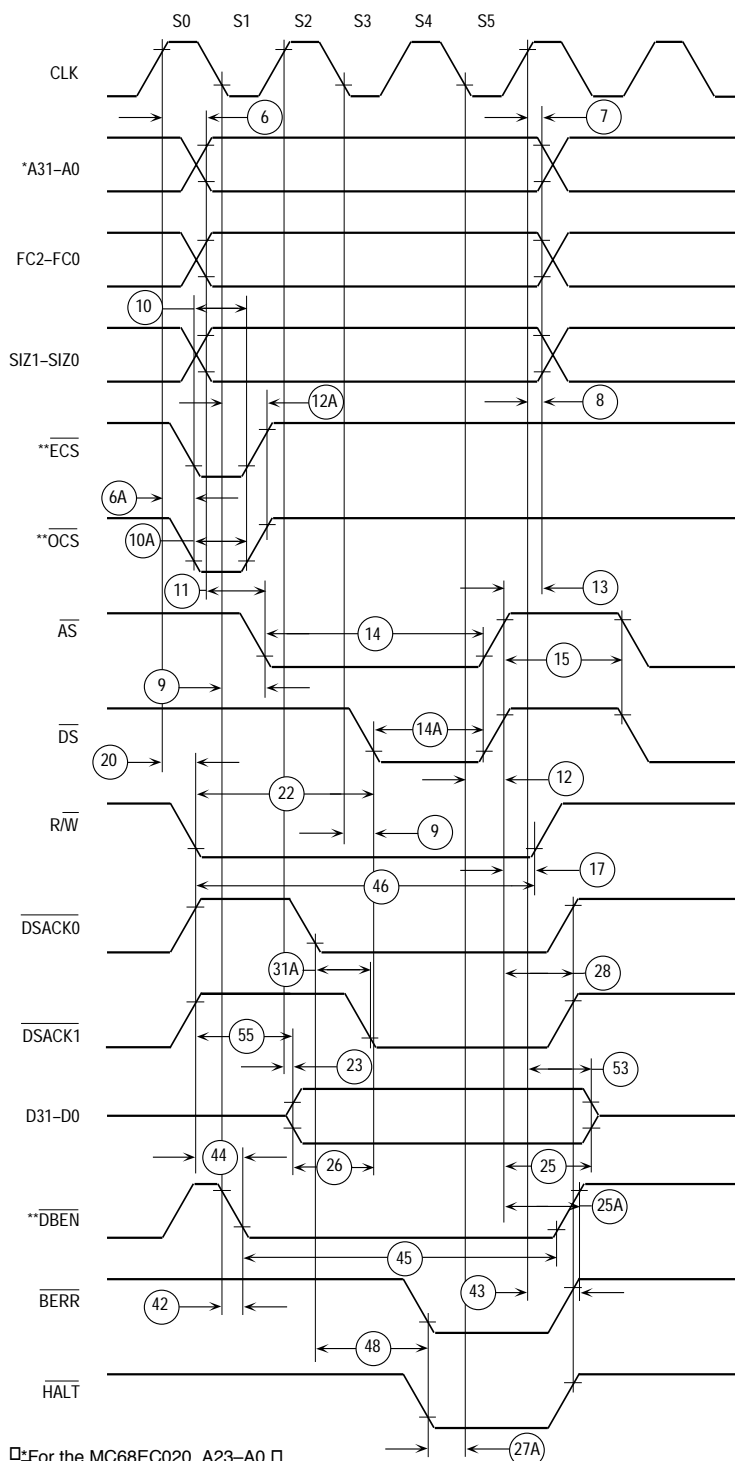 S0 S1 S2 S3 S4 S5
CLK
6 7
*A31–A0
FC2–FC0
10
SIZ1–SIZ0
12A 8
**ECS
6A
**OCS
10A
11 13
AS
14
15
9
DS
14A
20 12
22
R/W
9
17
46
DSACK0
31A 28
DSACK1
55
23 53
D31–D0
44 26 25
**DBEN
25A
45
BERR
42 43
48
HALT
27A
*For the MC68EC020, A23–A0